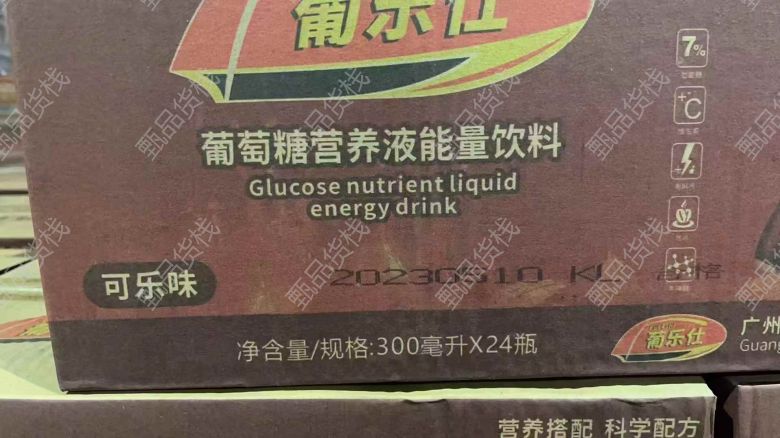 葡乐仕
7%
葡萄糖营养液能量饮料
Glucose nutrient liquid
energy drink
+°C
可乐味
20230510 KL 合格
净含量/规格:300毫升X24瓶
葡乐仕
广州
Guang
营养搭配 科学配方
甄品货栈